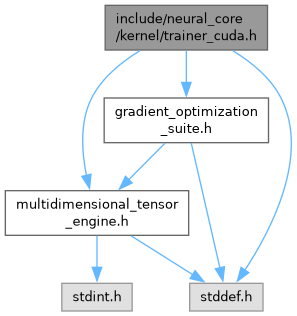 include/neural_core
/kernel/trainer_cuda.h
gradient_optimization
_suite.h
multidimensional_tensor
_engine.h
stdint.h
stddef.h